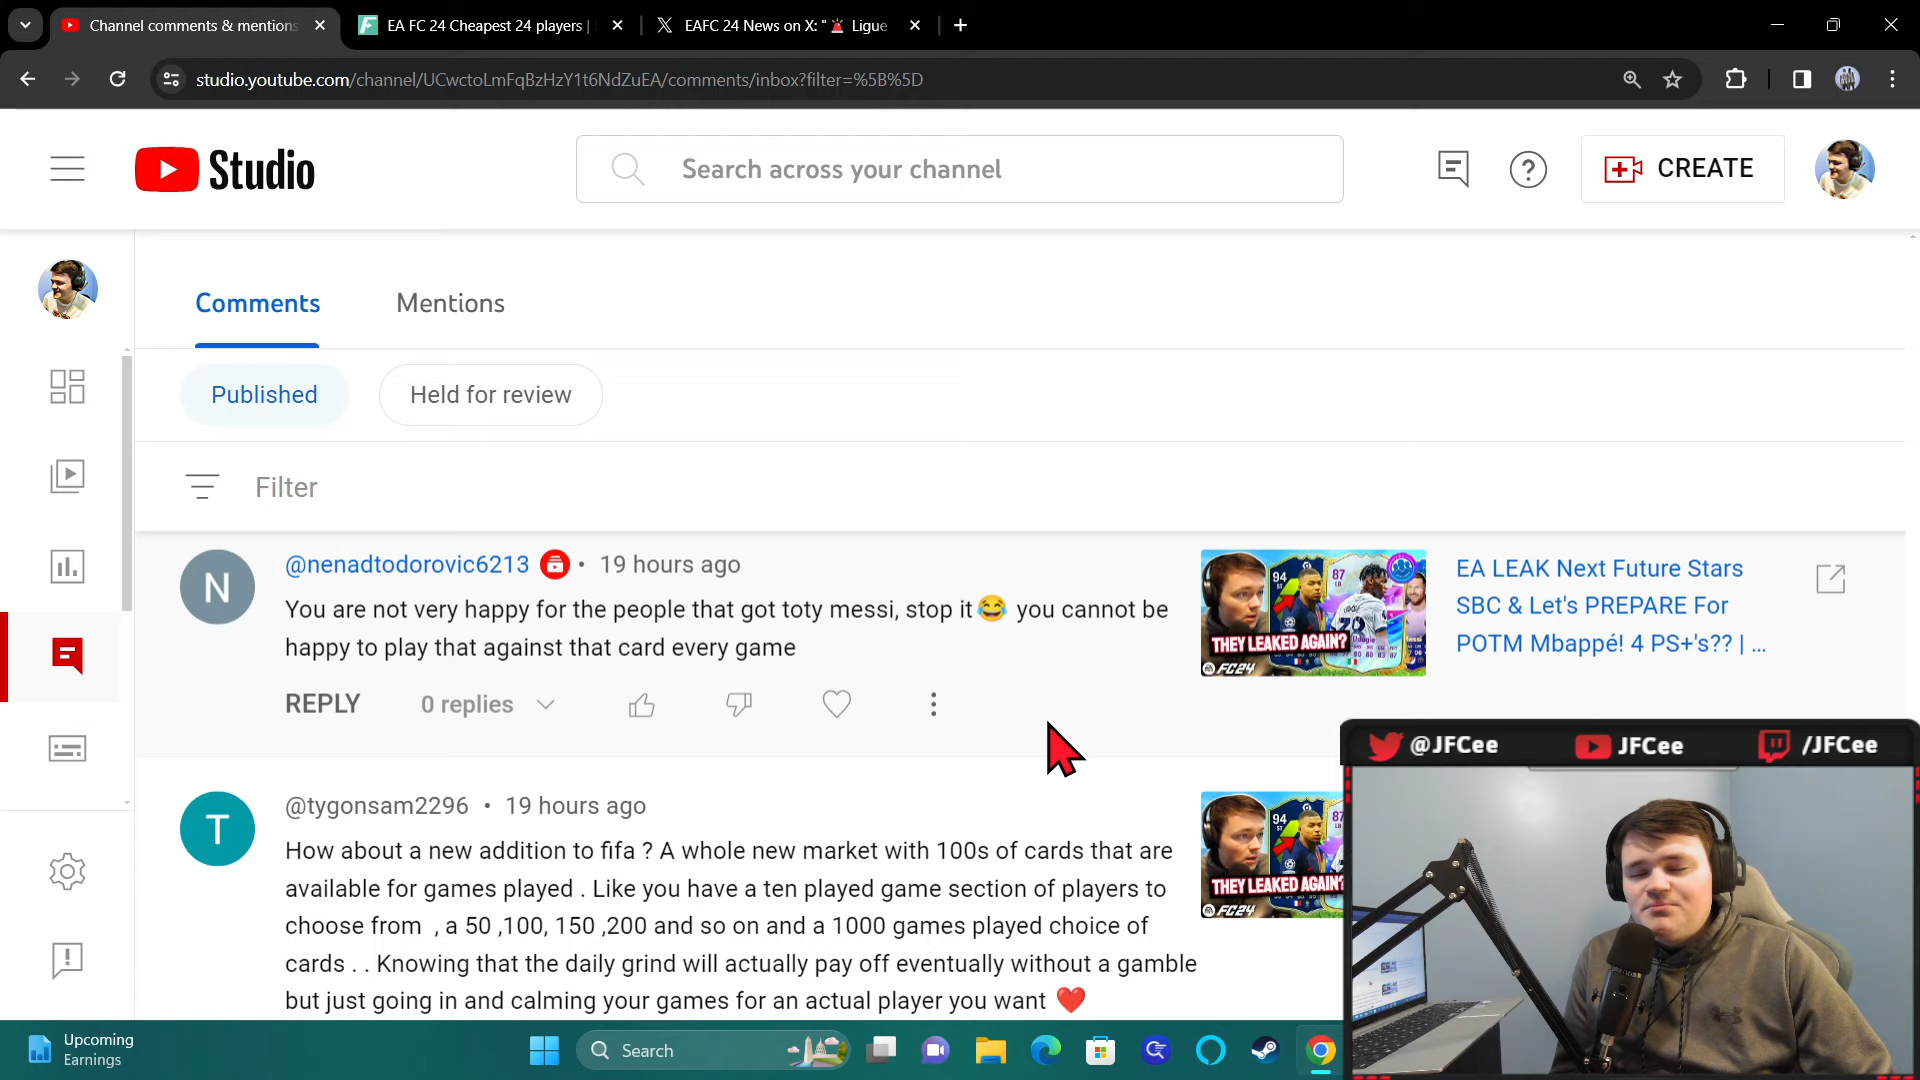 Channel comments & mentions
EA FC 24 Cheapest 24 players |
EAFC 24 News on X: "🚨 Ligue
studio.youtube.com/channel/UCwctoLmFqBzHzY1t6NdZuEA/comments/inbox?filter=%5B%5D
Studio
Search across your channel
CREATE
Comments
Mentions
Published
Held for review
Filter
N
@nenadtodorovic6213 • 19 hours ago
You are not very happy for the people that got toty messi, stop it😂 you cannot be
happy to play that against that card every game
REPLY
0 replies
94
ST
87
LB
THEY LEAKED AGAIN?
FC24
EA LEAK Next Future Stars
SBC & Let's PREPARE For
POTM Mbappé! 4 PS+'s?? | ...
T
@tygonsam2296 • 19 hours ago
How about a new addition to fifa ? A whole new market with 100s of cards that are
available for games played . Like you have a ten played game section of players to
choose from , a 50 ,100, 150 ,200 and so on and a 1000 games played choice of
cards . . Knowing that the daily grind will actually pay off eventually without a gamble
but just going in and calming your games for an actual player you want ❤️
94
ST
THEY LEAKED AGAIN?
FC24
@JFCee
JFCee
/JFCee
Upcoming
Earnings
Search